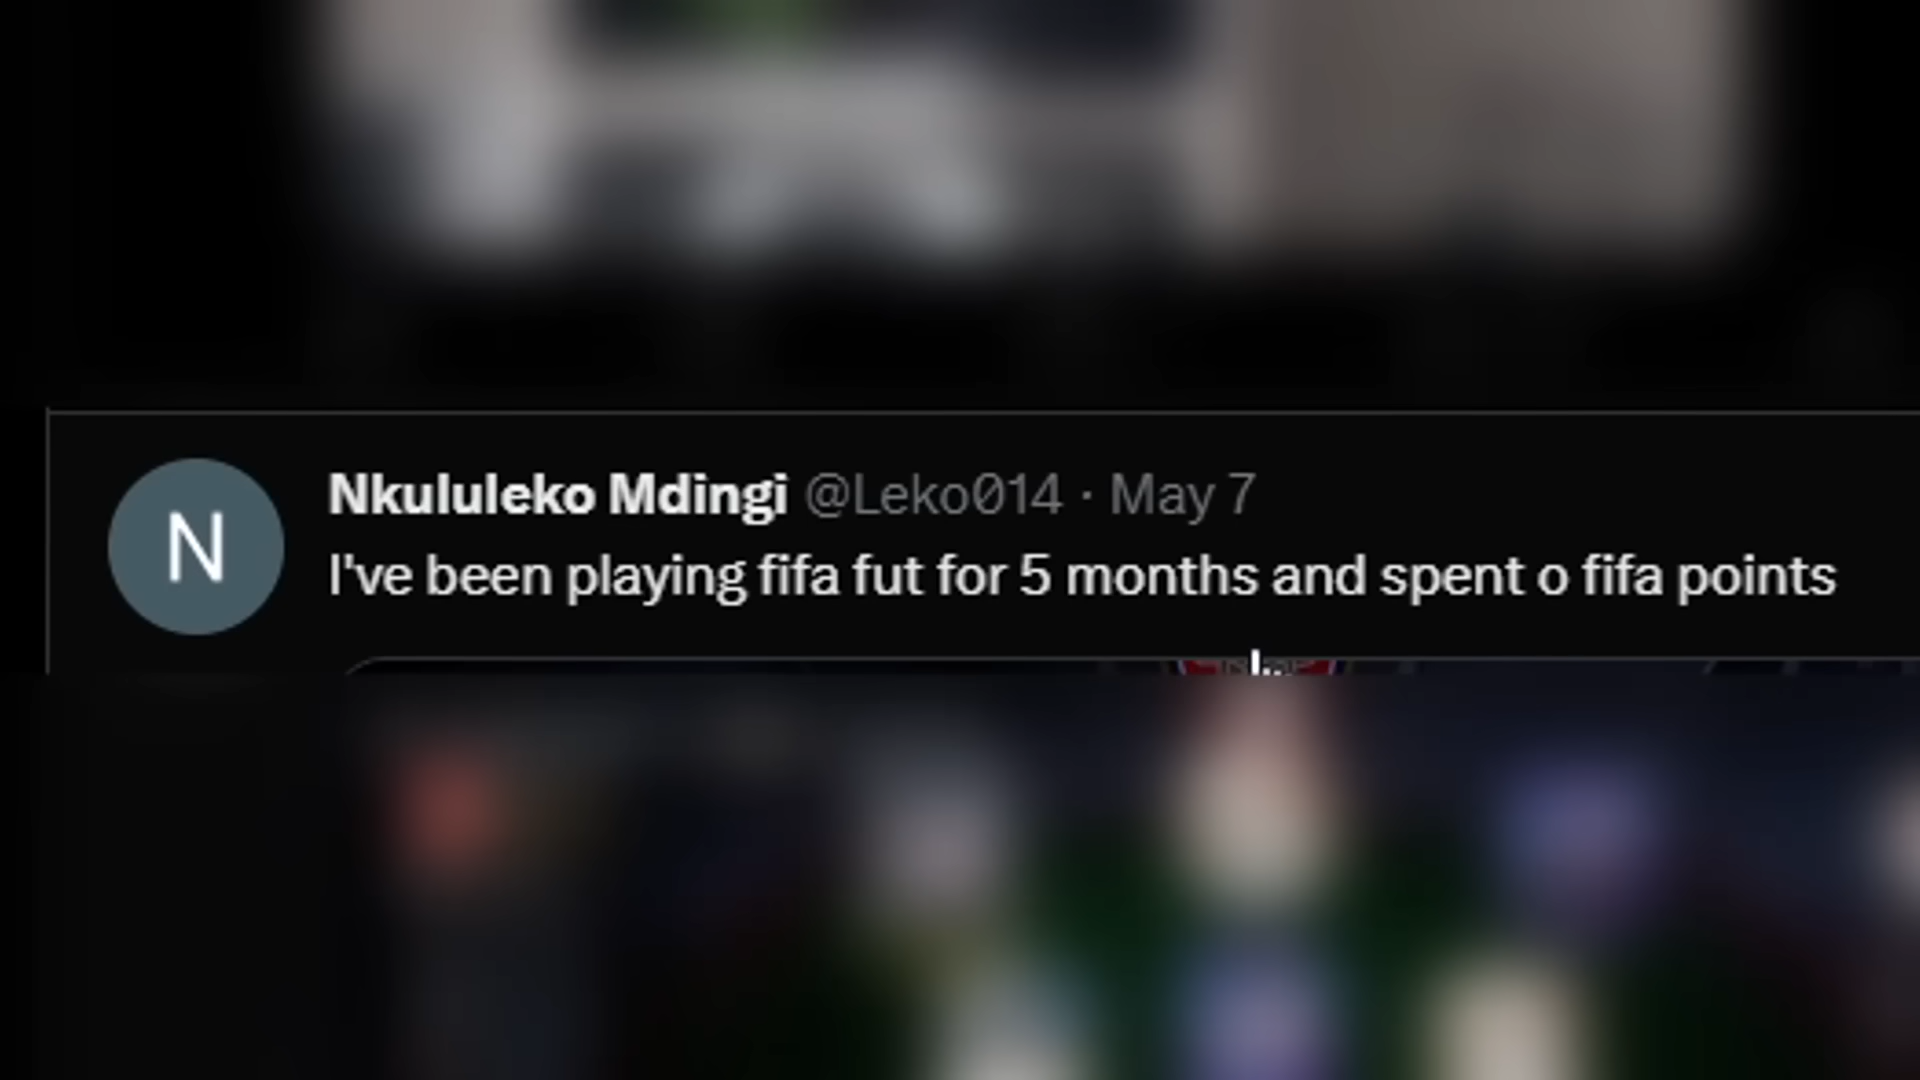 N
Nkululeko Mdingi @Leko014 · May 7
I've been playing fifa fut for 5 months and spent o fifa points